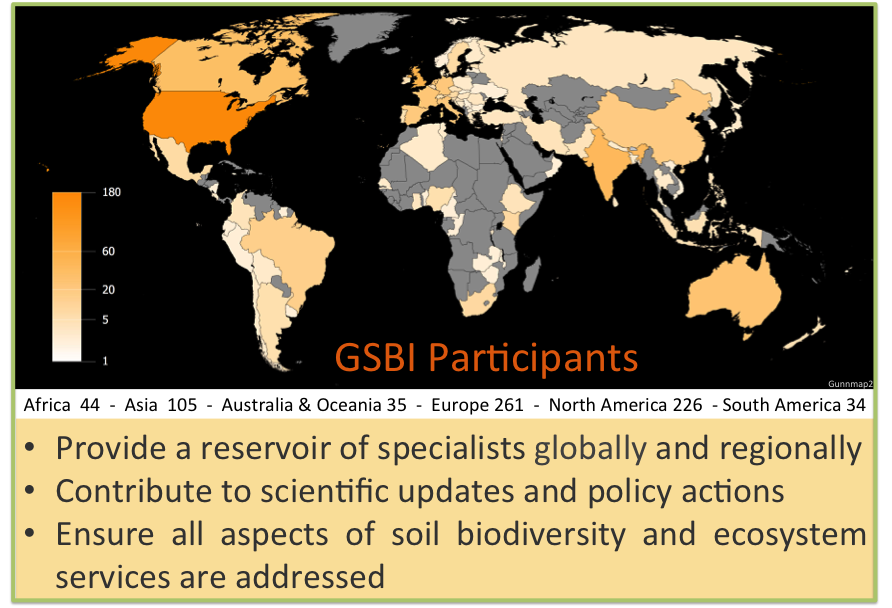 180
60
20
5
1
GSBI Participants
Gunnmap2
Africa 44 - Asia 105 - Australia & Oceania 35 - Europe 261 - North America 226 - South America 34
• Provide a reservoir of specialists globally and regionally
• Contribute to scientific updates and policy actions
• Ensure all aspects of soil biodiversity and ecosystem
services are addressed